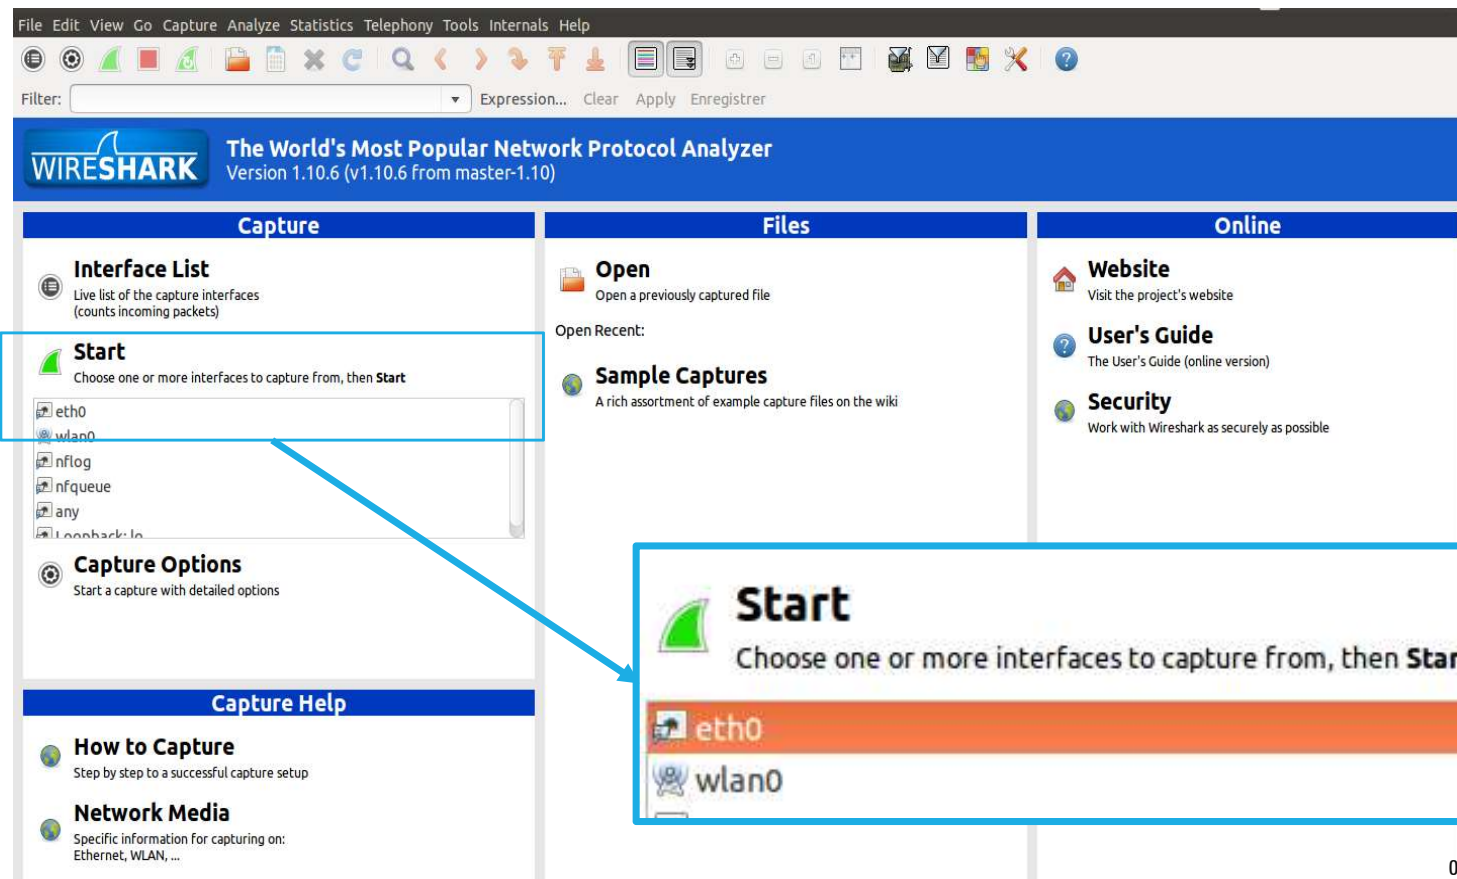 File Edit View Go Capture Analyze Statistics Telephony Tools Internals Help
Filter: Expression... Clear Apply Enregistrer
WIRESHARK
The World's Most Popular Network Protocol Analyzer
Version 1.10.6 (v1.10.6 from master-1.10)
Capture
Interface List
Live list of the capture interfaces
(counts incoming packets)
Start
Choose one or more interfaces to capture from, then Start
eth0
wlan0
nflog
nfqueue
any
Loopback: lo
Capture Options
Start a capture with detailed options
Capture Help
How to Capture
Step by step to a successful capture setup
Network Media
Specific information for capturing on:
Ethernet, WLAN, ...
Files
Open
Open a previously captured file
Open Recent:
Sample Captures
A rich assortment of example capture files on the wiki
Online
Website
Visit the project's website
User's Guide
The User's Guide (online version)
Security
Work with Wireshark as securely as possible
Start
Choose one or more interfaces to capture from, then Star
eth0
wlan0
0